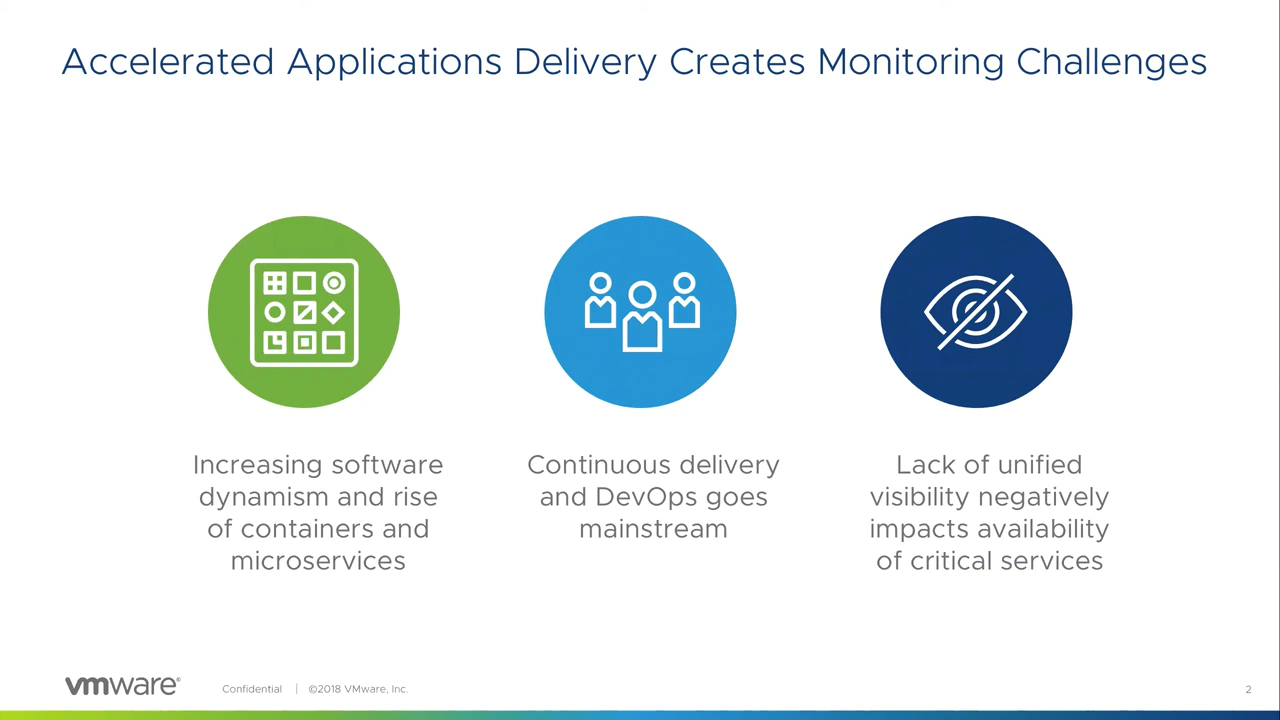 Accelerated Applications Delivery Creates Monitoring Challenges
Increasing software
dynamism and rise
of containers and
microservices
Continuous delivery
and DevOps goes
mainstream
Lack of unified
visibility negatively
impacts availability
of critical services
vmware®
Confidential | ©2018 VMware, Inc.
2